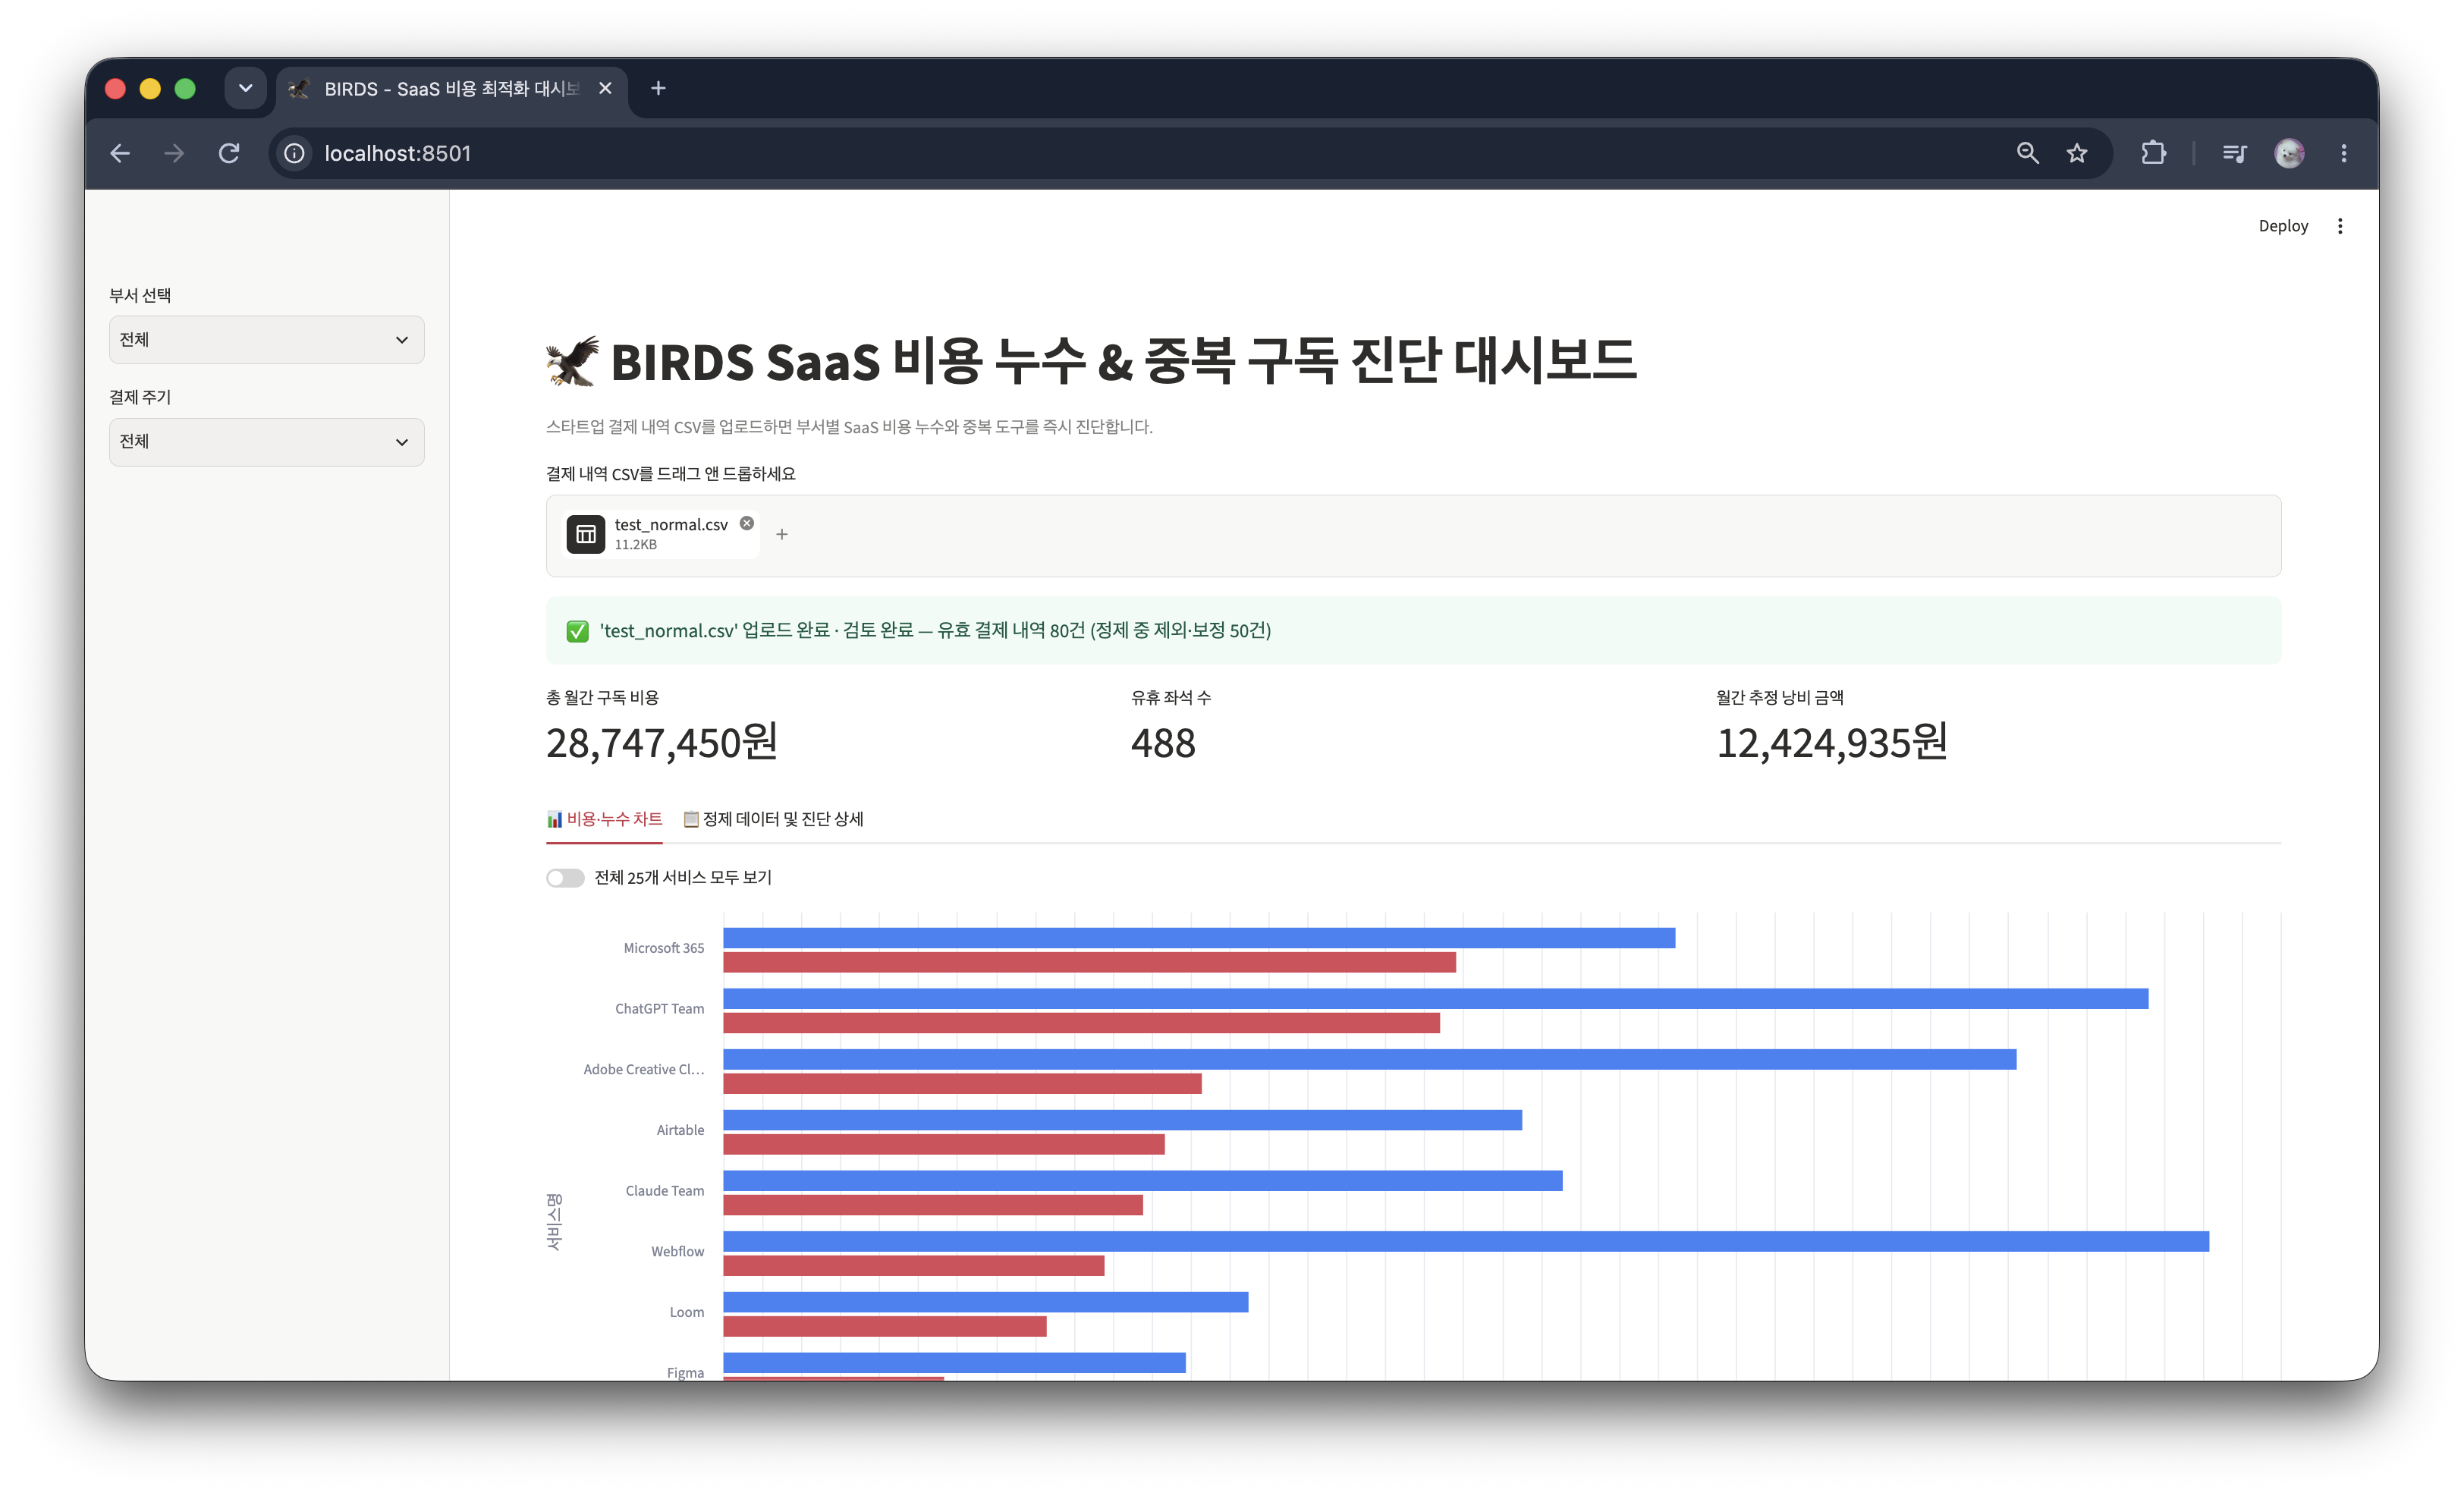 BIRDS - SaaS 비용 최적화 대시보
localhost:8501
Deploy
부서 선택
전체
결제 주기
전체
BIRDS SaaS 비용 누수 & 중복 구독 진단 대시보드
스타트업 결제 내역 CSV를 업로드하면 부서별 SaaS 비용 누수와 중복 도구를 즉시 진단합니다.
결제 내역 CSV를 드래그 앤 드롭하세요
test_normal.csv
11.2KB
'test_normal.csv' 업로드 완료 · 검토 완료 — 유효 결제 내역 80건 (정제 중 제외·보정 50건)
총 월간 구독 비용
28,747,450원
유휴 좌석 수
488
월간 추정 낭비 금액
12,424,935원
비용·누수 차트
정제 데이터 및 진단 상세
전체 25개 서비스 모두 보기
서비스명
Microsoft 365
ChatGPT Team
Adobe Creative Cl…
Airtable
Claude Team
Webflow
Loom
Figma